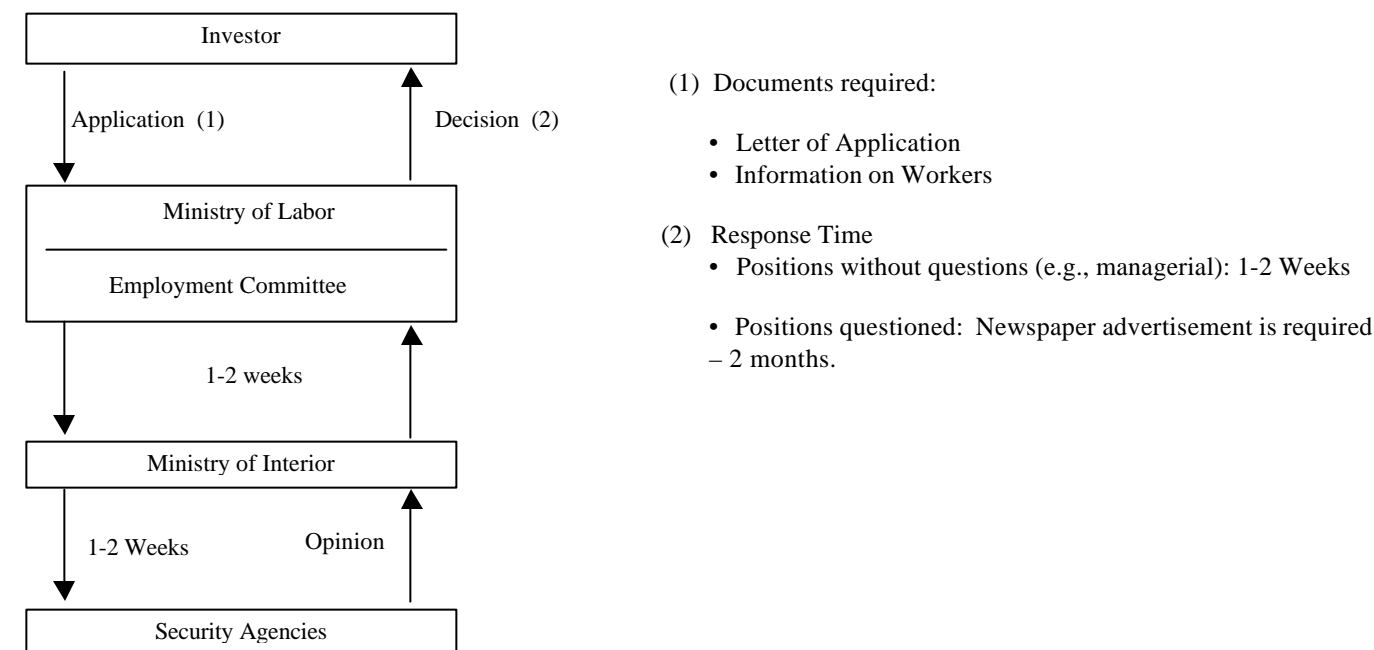 Investor
Application (1)
Decision (2)
Ministry of Labor
Employment Committee
1-2 weeks
Ministry of Interior
1-2 Weeks
Opinion
Security Agencies
(1) Documents required:
• Letter of Application
• Information on Workers
(2) Response Time
• Positions without questions (e.g., managerial): 1-2 Weeks
• Positions questioned: Newspaper advertisement is required
– 2 months.